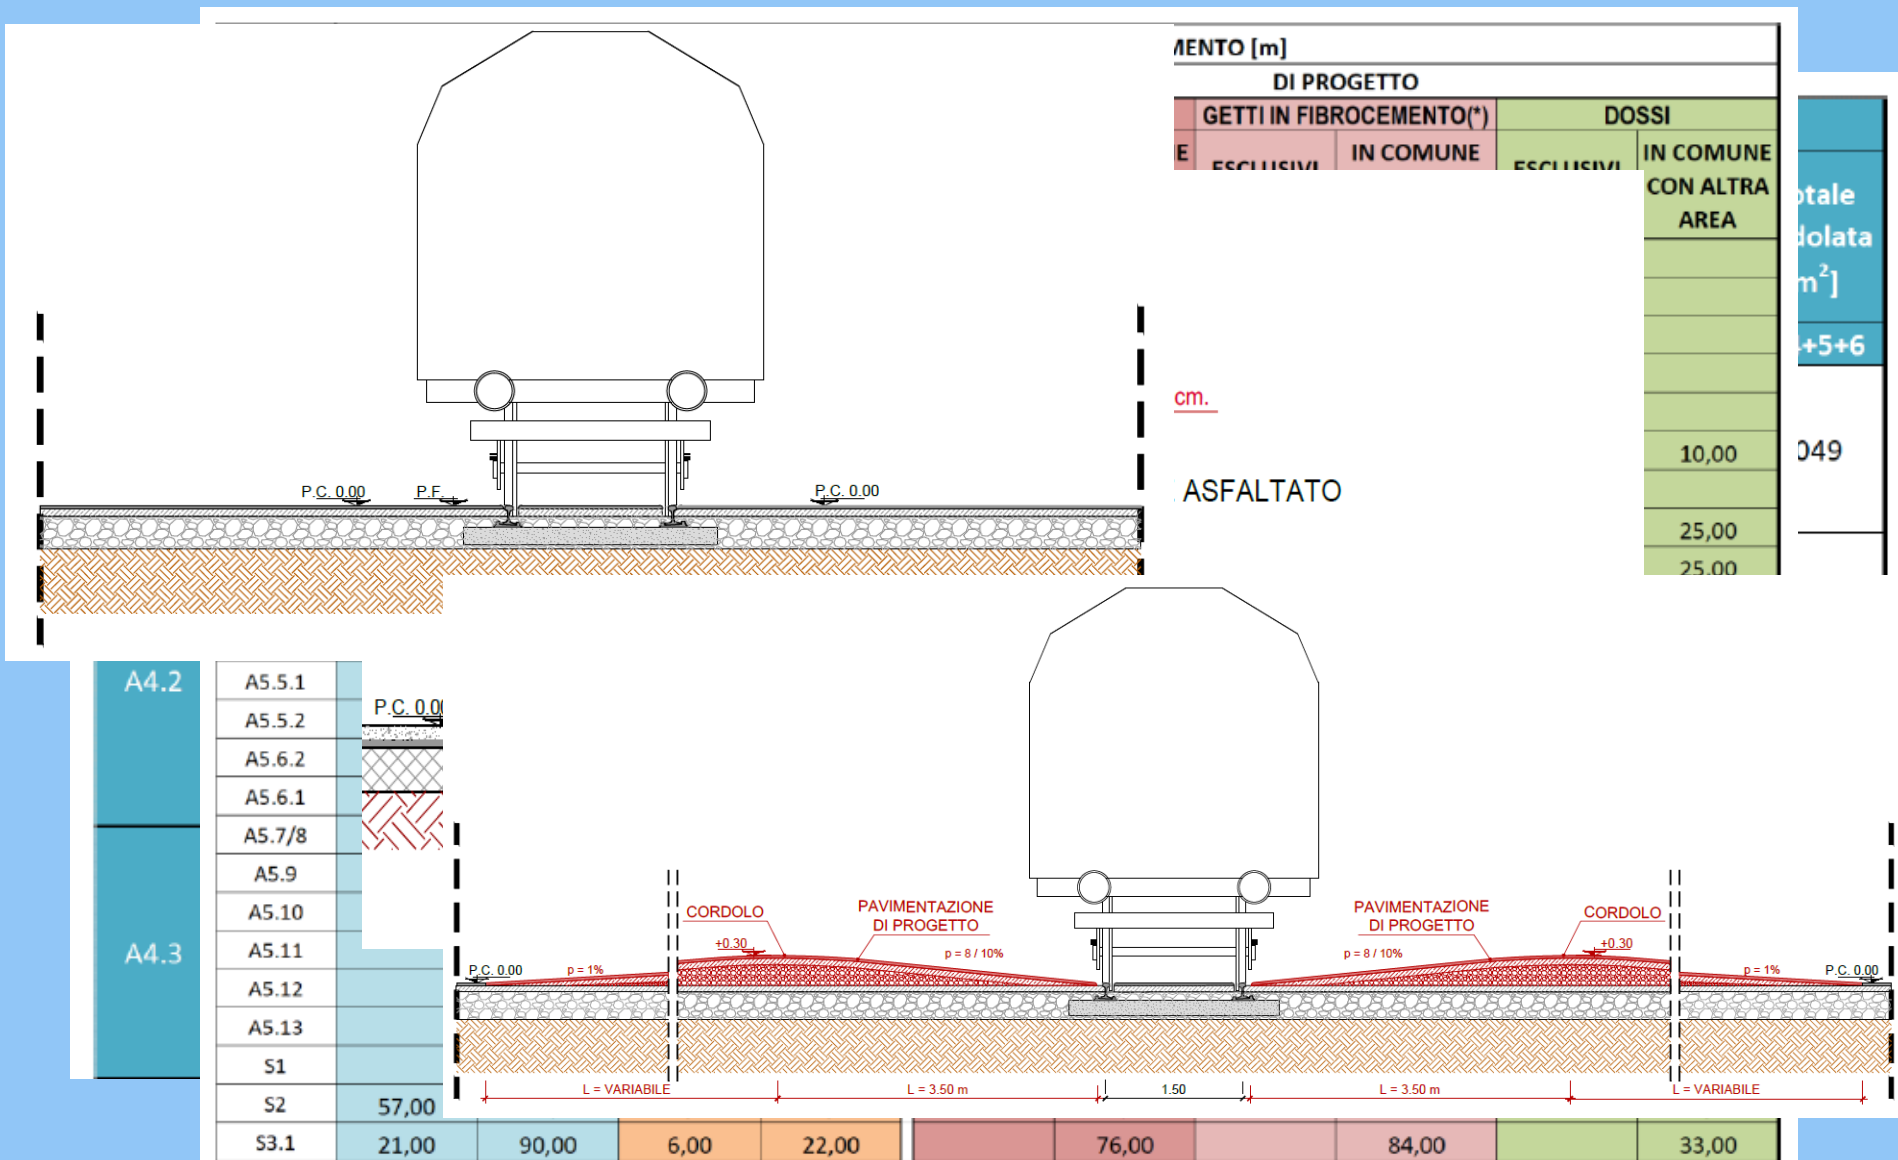 MENTO [m]
DI PROGETTO
GETTI IN FIBROCEMENTO(*)
DOSSI
E
ESCLUSIVI
IN COMUNE
ESCLUSIVI
IN COMUNE
CON ALTRA
AREA
otale
dolata
m²]
4+5+6
049
cm.
ASFALTATO
10,00
25,00
25,00
P.C. 0.00
P.F.
P.C. 0.00
A4.2
A4.3
A5.5.1
A5.5.2
A5.6.2
A5.6.1
A5.7/8
A5.9
A5.10
A5.11
A5.12
A5.13
S1
S2
57,00
S3.1
21,00
90,00
6,00
22,00
76,00
84,00
33,00
P.C. 0.00
CORDOLO
PAVIMENTAZIONE
DI PROGETTO
+0.30
p = 8 / 10%
P.C. 0.00
p = 1%
PAVIMENTAZIONE
DI PROGETTO
CORDOLO
p = 8 / 10%
+0.30
p = 1%
P.C. 0.00
L = VARIABILE
L = 3.50 m
1.50
L = 3.50 m
L = VARIABILE